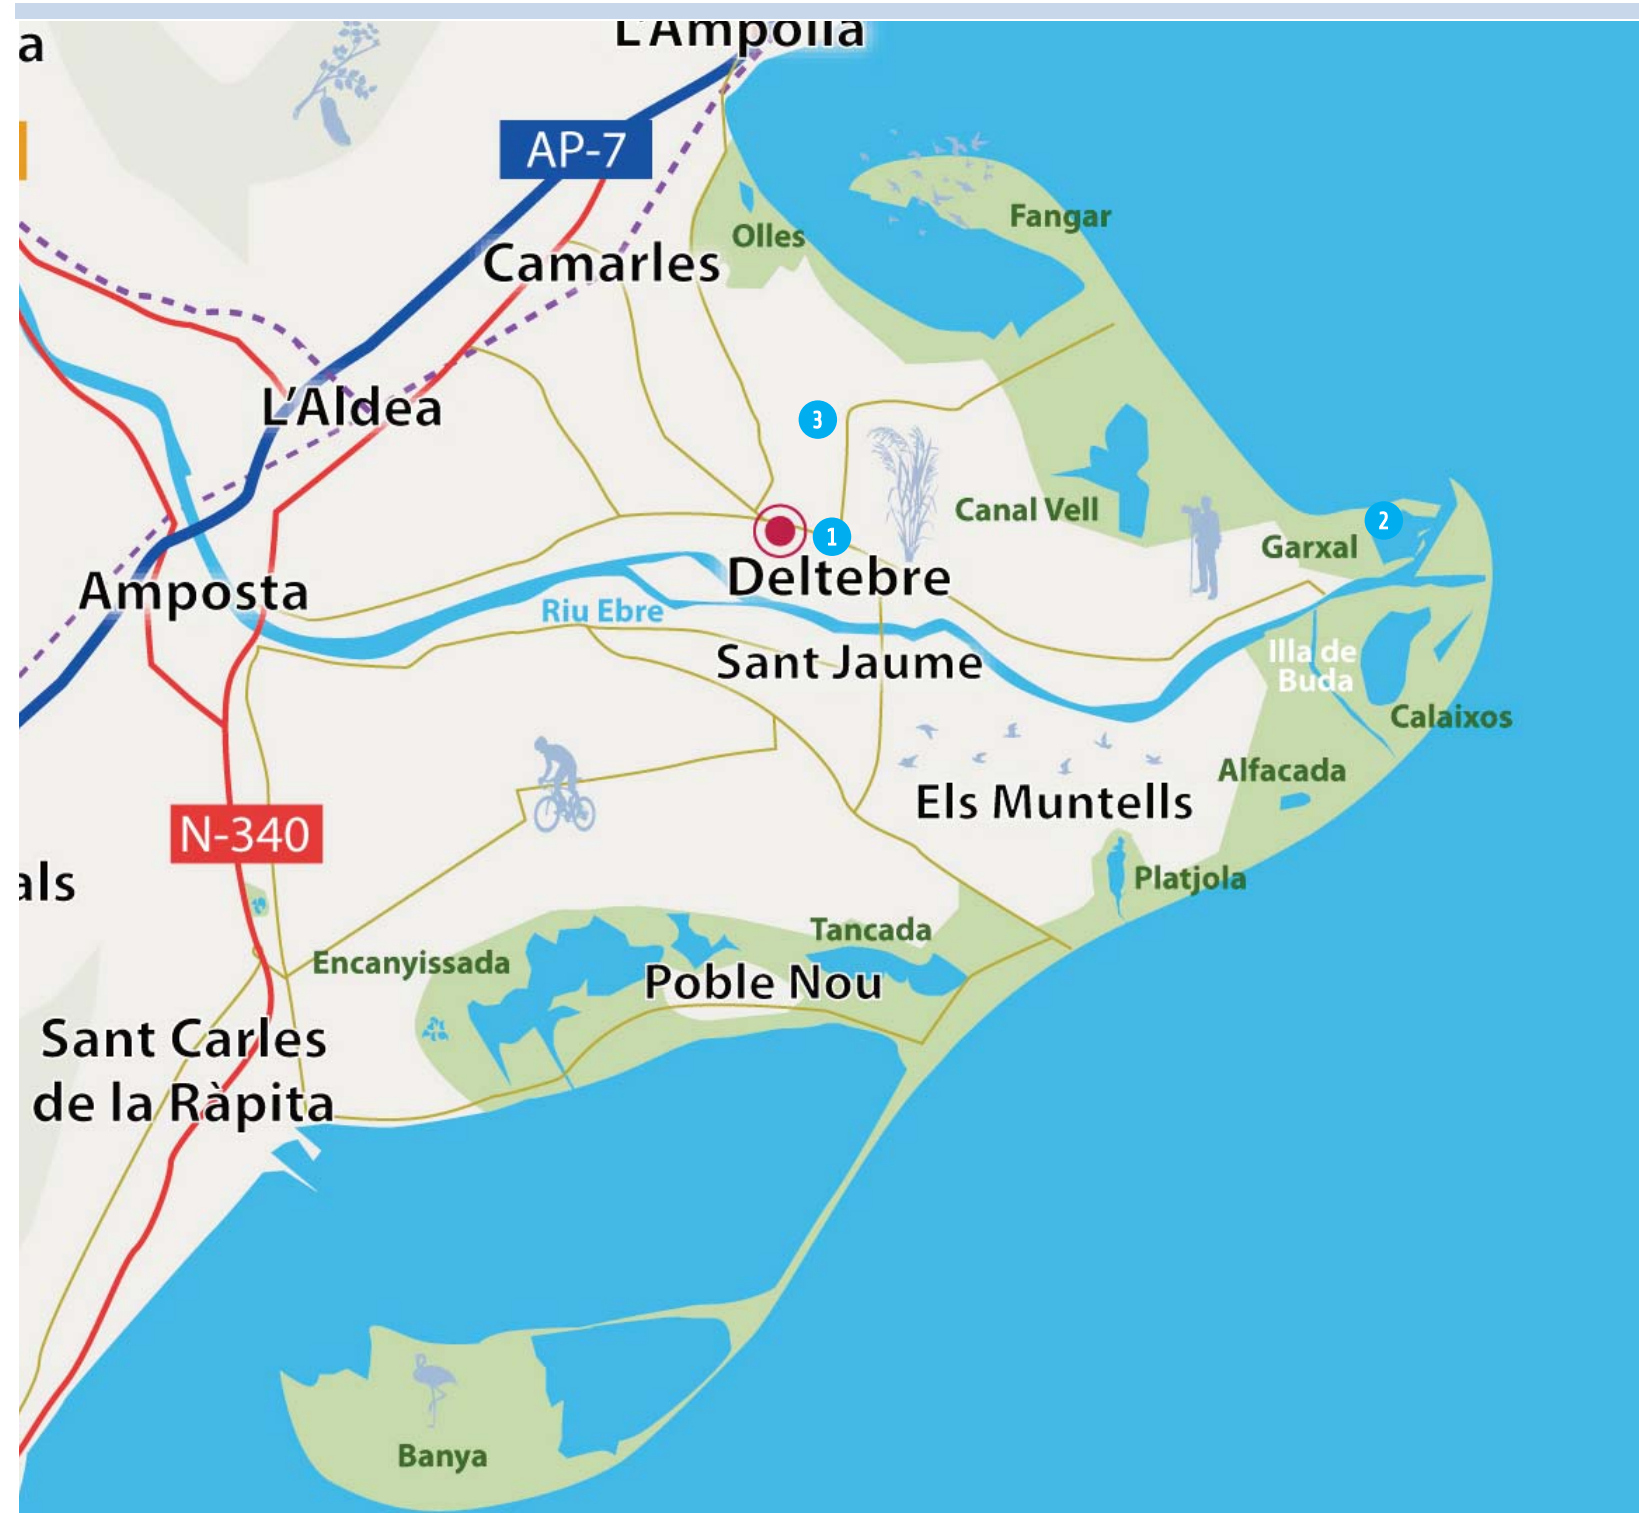 a
L'Ampolla
AP-7
Fangar
Olles
Camarles
L'Aldea
3
Canal Vell
2
1
Garxal
Deltebre
Amposta
Riu Ebre
Sant Jaume
Illa de
Buda
Calaixos
Alfacada
Els Muntells
N-340
als
Platjola
Tancada
Encanyissada
Poble Nou
Sant Carles
de la Ràpita
Banya